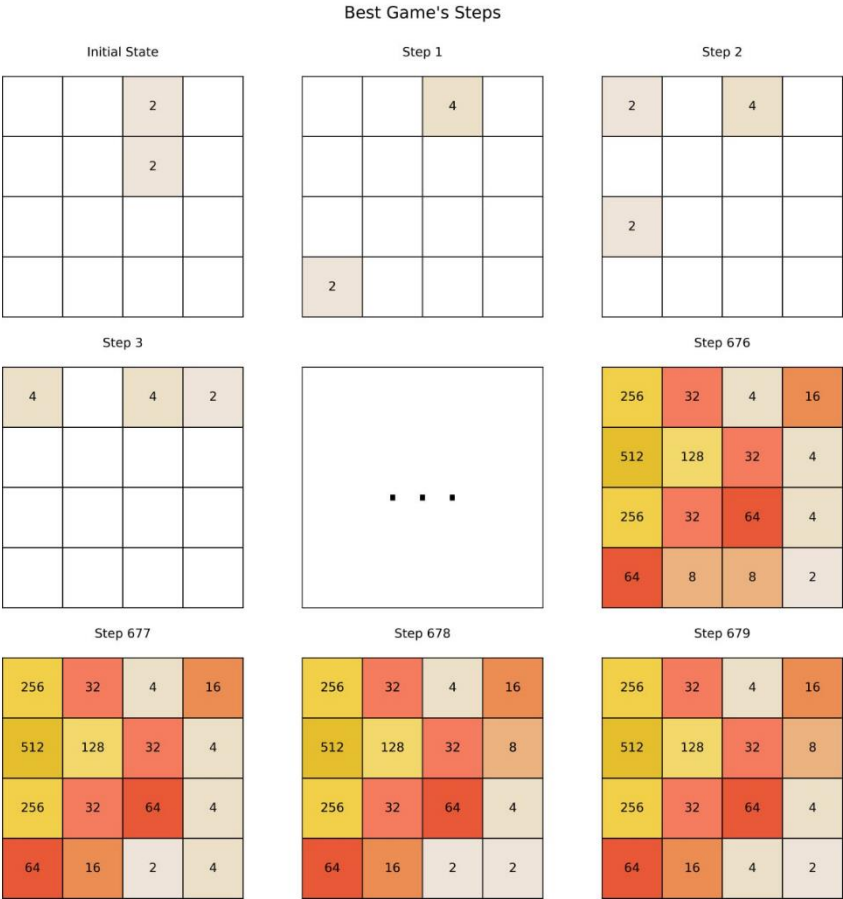 Best Game's Steps
Initial State
Step 1
Step 2
2
4
2 4
2
2
2
Step 3
Step 676
4 4 2
256 32 4 16
512 128 32 4
. . .
256 32 64 4
64 8 8 2
Step 677
Step 678
Step 679
256 32 4 16
256 32 4 16
256 32 4 16
512 128 32 4
512 128 32 8
512 128 32 8
256 32 64 4
256 32 64 4
256 32 64 4
64 16 2 4
64 16 2 2
64 16 4 2